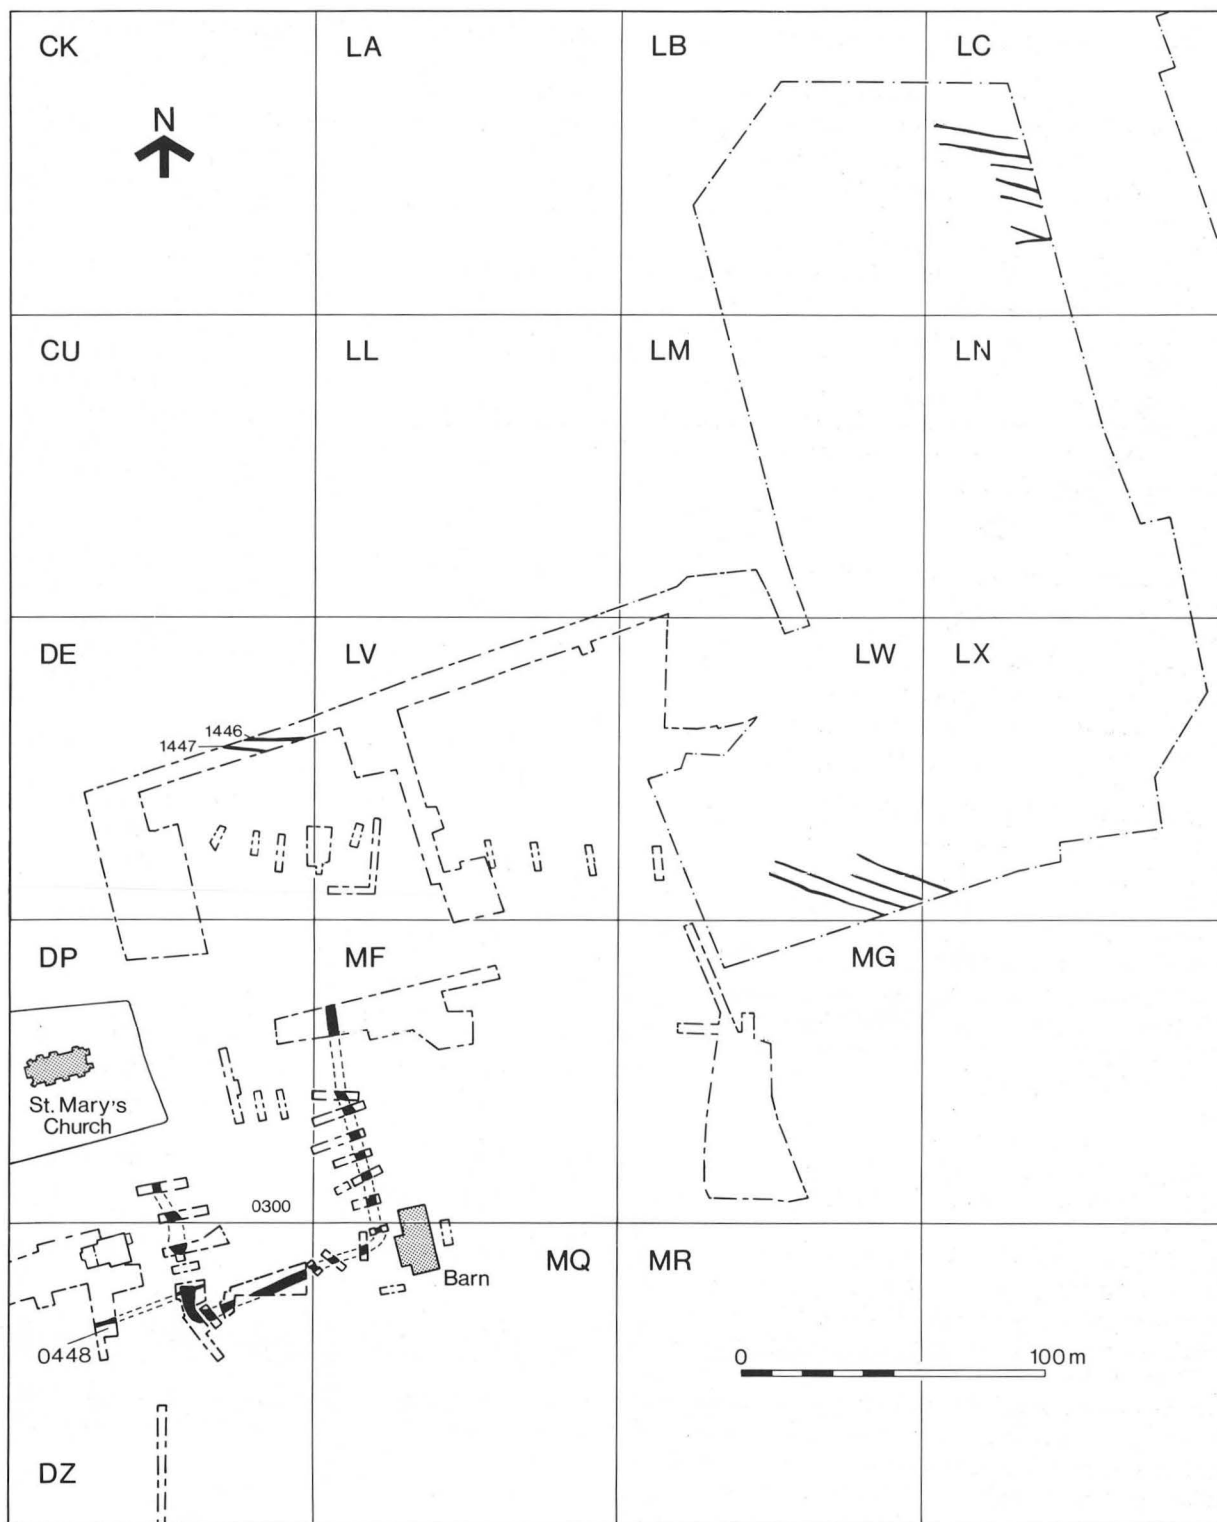 CK
LA
LB
LC
N
CU
LL
LM
LN
DE
LV
LW
LX
1446
1447
DP
MF
MG
St. Mary's
Church
0300
MQ
MR
Barn
0448
0
100m
DZ